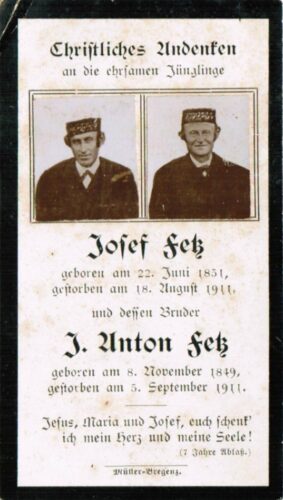 Christliches Andenken
an die ehrsamen Jünglinge
Josef Fetz
geboren am 22. Juni 1851,
gestorben am 18. August 1911.
und dessen Bruder
J. Anton Fetz
geboren am 8. November 1849,
gestorben am 5. September 1911.
Jesus, Maria und Josef, euch schenk'
ich mein Herz und meine Seele!
(7 Jahre Ablaß.)
Müller-Bregenz.